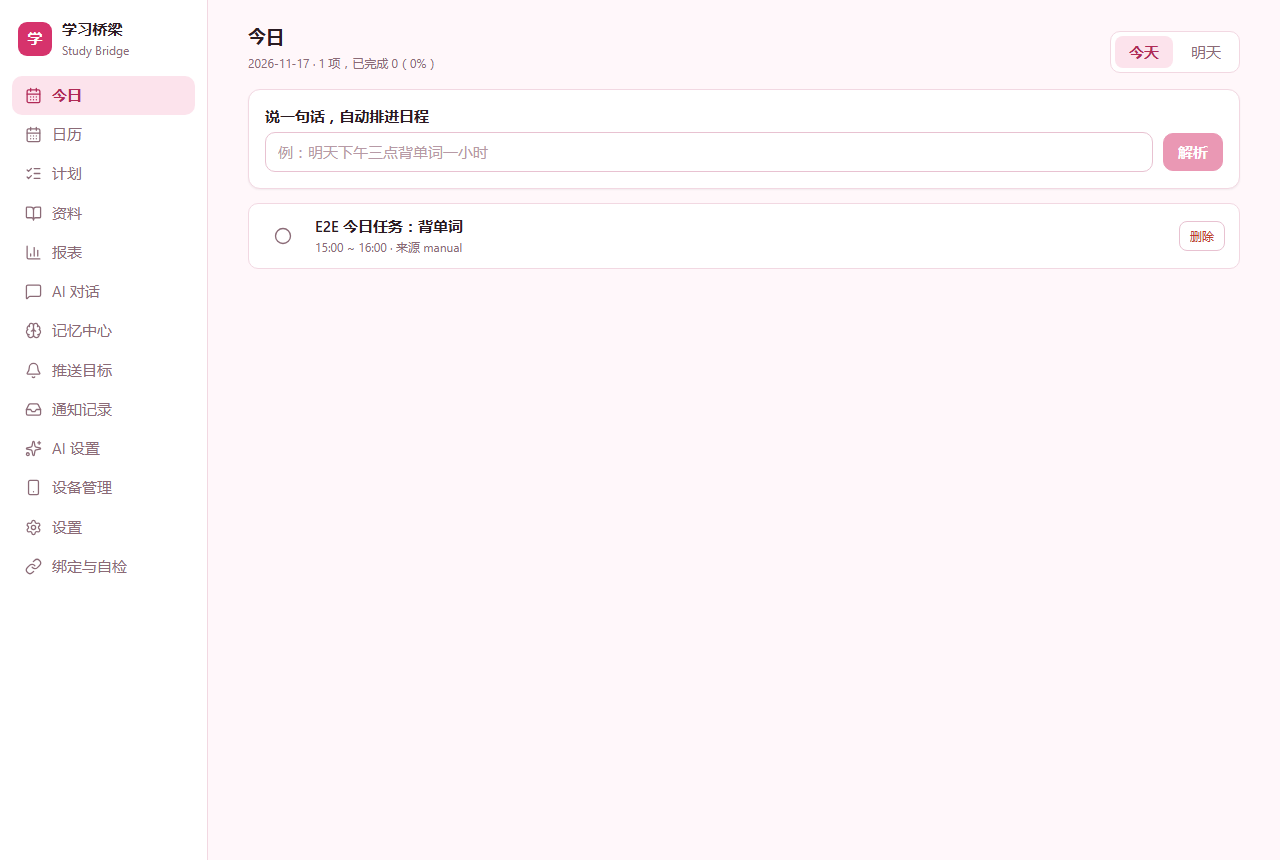 学
学习桥梁
Study Bridge
今日
日历
计划
资料
报表
AI 对话
记忆中心
推送目标
通知记录
AI 设置
设备管理
设置
绑定与自检
今日
2026-11-17 · 1 项，已完成 0（0%）
今天
明天
说一句话，自动排进日程
例：明天下午三点背单词一小时
解析
E2E 今日任务：背单词
15:00 ~ 16:00 · 来源 manual
删除